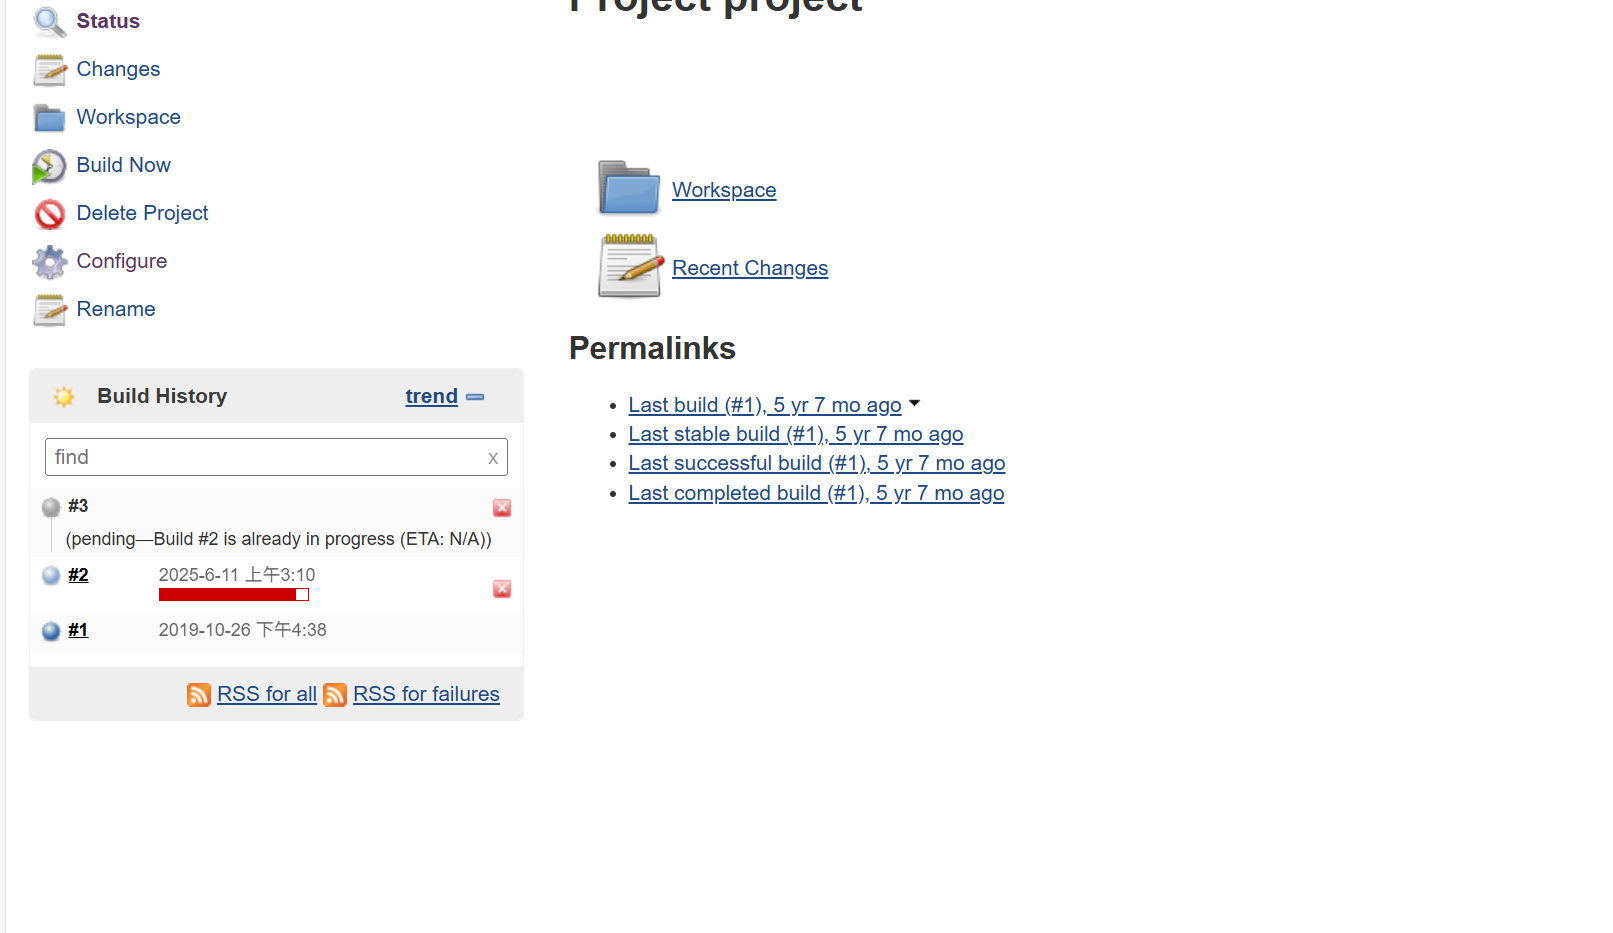 Project project
Status
Changes
Workspace
Build Now
Delete Project
Configure
Rename
Build History
trend
find
x
#3
(pending—Build #2 is already in progress (ETA: N/A))
#2 2025-6-11 上午3:10
#1 2019-10-26 下午4:38
RSS for all RSS for failures
Workspace
Recent Changes
Permalinks
Last build (#1), 5 yr 7 mo ago
Last stable build (#1), 5 yr 7 mo ago
Last successful build (#1), 5 yr 7 mo ago
Last completed build (#1), 5 yr 7 mo ago